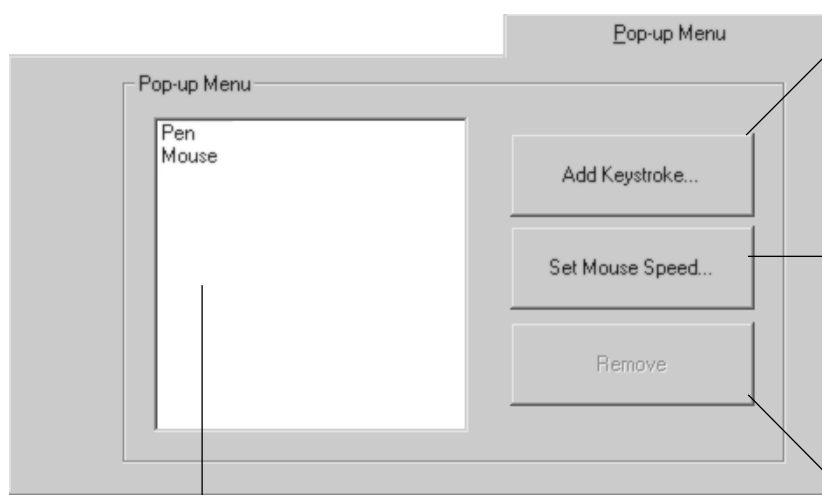 Pop-up Menu
Pop-up Menu
Pen
Mouse
Add Keystroke...
Set Mouse Speed...
Remove